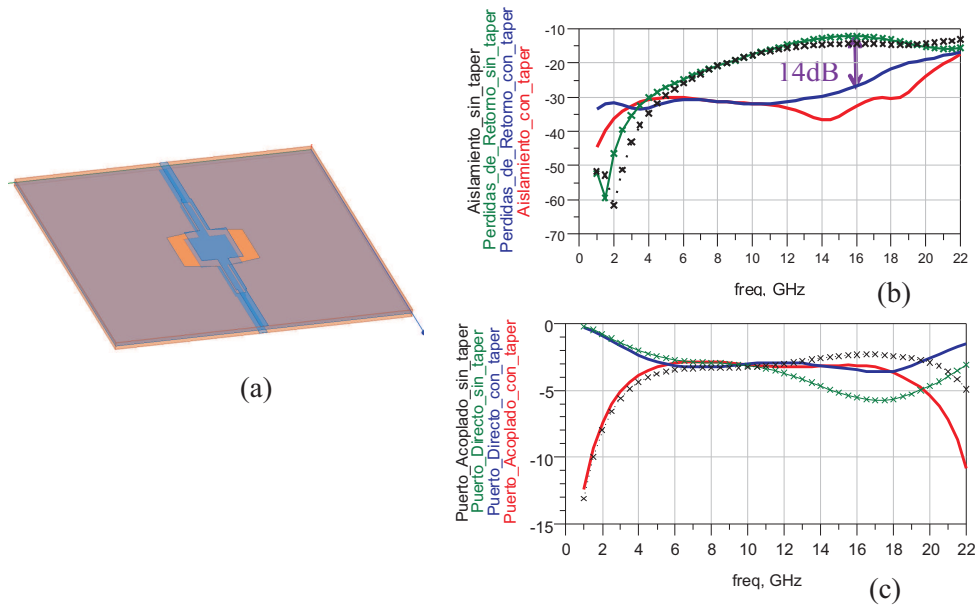 (a)
Aislamiento_sin_taper
Perdidas_de_Retorno_sin_taper
Perdidas_de_Retorno_con_taper
Aislamiento_con_taper
-10
-20
-30
-40
-50
-60
-70
14dB
0 2 4 6 8 10 12 14 16 18 20 22
freq, GHz
(b)
Puerto_Acoplado_sin_taper
Puerto_Directo_sin_taper
Puerto_Directo_con_taper
Puerto_Acoplado_con_taper
0
-5
-10
-15
0 2 4 6 8 10 12 14 16 18 20 22
freq, GHz
(c)